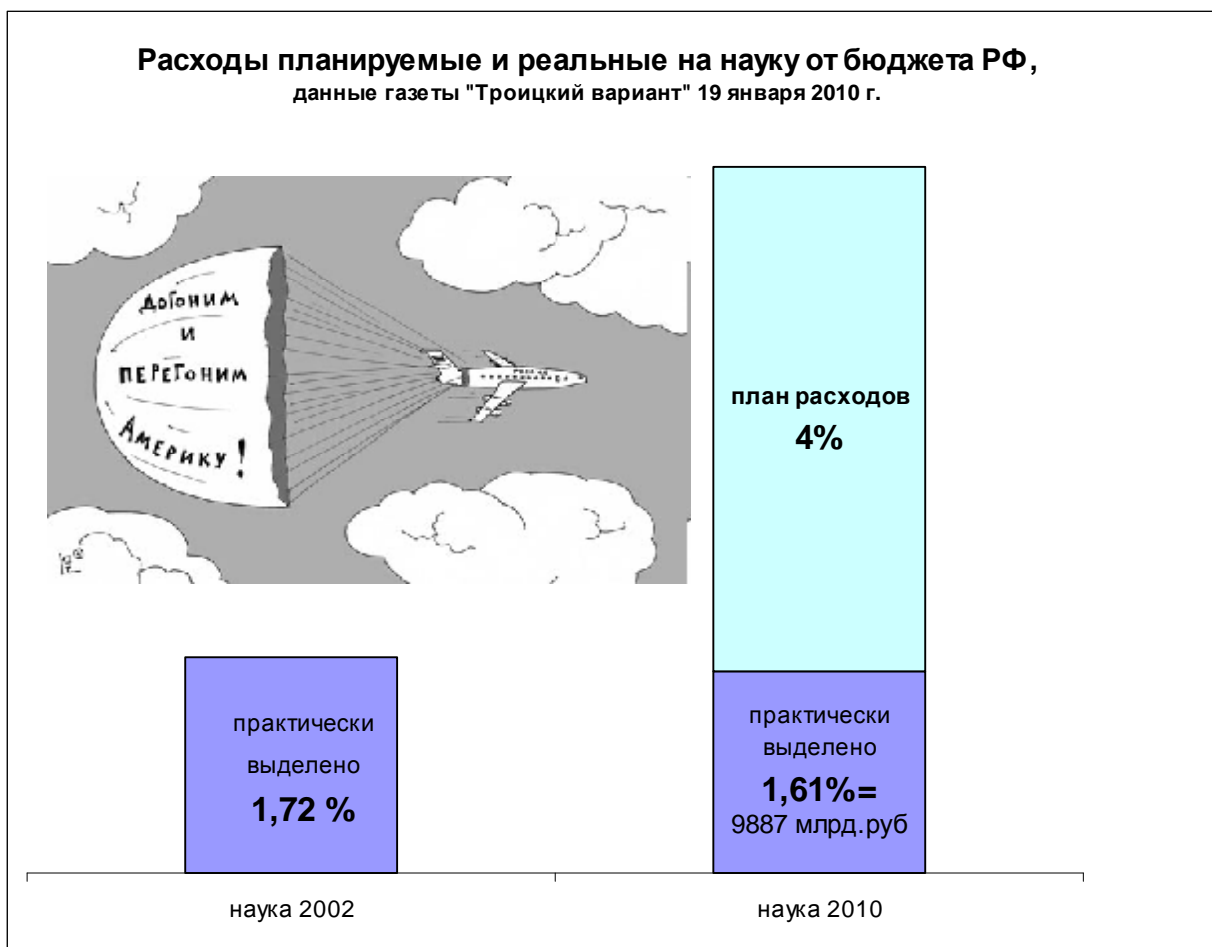 Расходы планируемые и реальные на науку от бюджета РФ,
данные газеты "Троицкий вариант" 19 января 2010 г.
ДОГОНИМ
И
ПЕРЕГОНИМ
АМЕРИКУ!
план расходов
4%
практически
выделено
1,72 %
практически
выделено
1,61%=
9887 млрд.руб
наука 2002
наука 2010